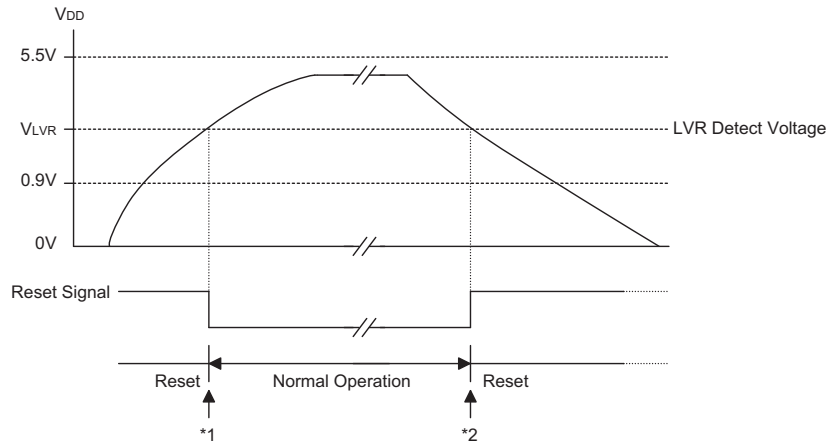 VDD
5.5V
VLVR
LVR Detect Voltage
0.9V
0V
Reset Signal
Reset
Normal Operation
Reset
*1
*2